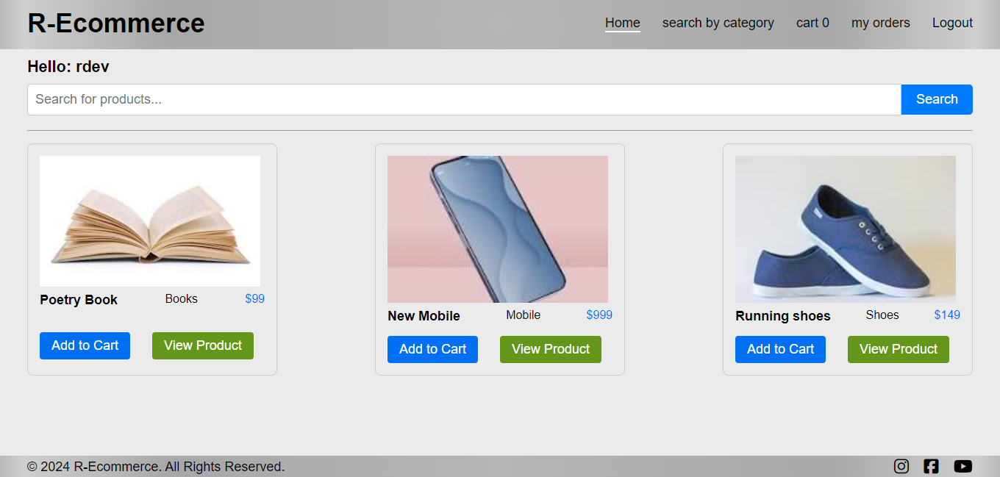 R-Ecommerce
Home search by category cart 0 my orders Logout
Hello: rdev
Search for products...
Search
Poetry Book Books $99
Add to Cart View Product
New Mobile Mobile $999
Add to Cart View Product
Running shoes Shoes $149
Add to Cart View Product
© 2024 R-Ecommerce. All Rights Reserved.